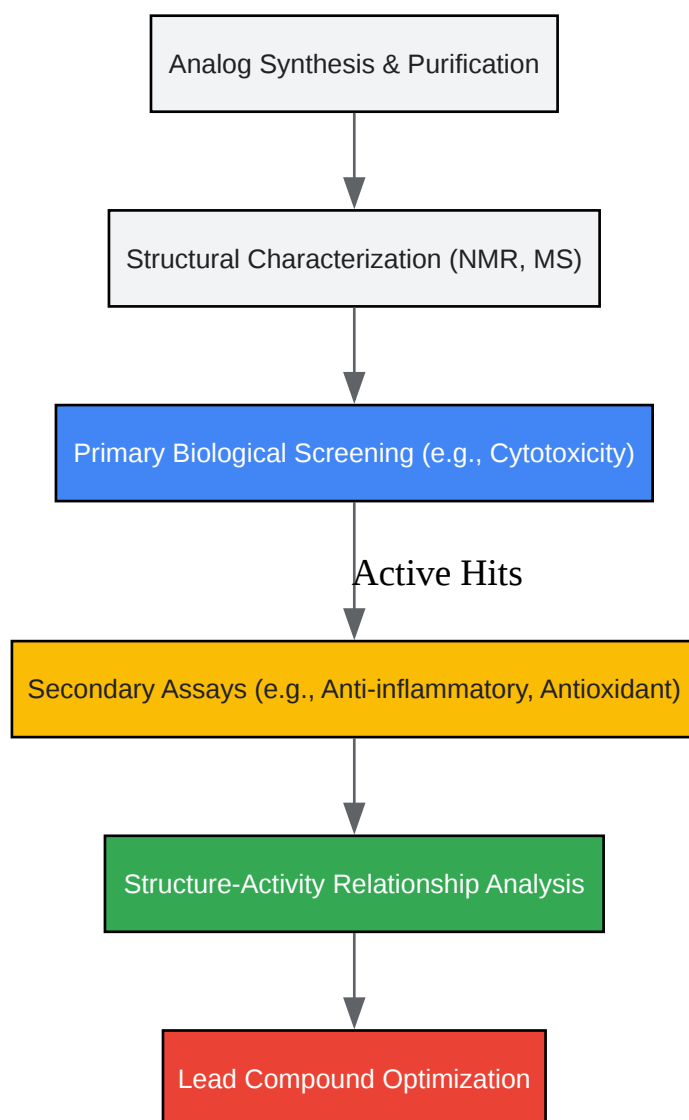 Analog Synthesis & Purification
Structural Characterization (NMR, MS)
Primary Biological Screening (e.g., Cytotoxicity)
Active Hits
Secondary Assays (e.g., Anti-inflammatory, Antioxidant)
Structure-Activity Relationship Analysis
Lead Compound Optimization